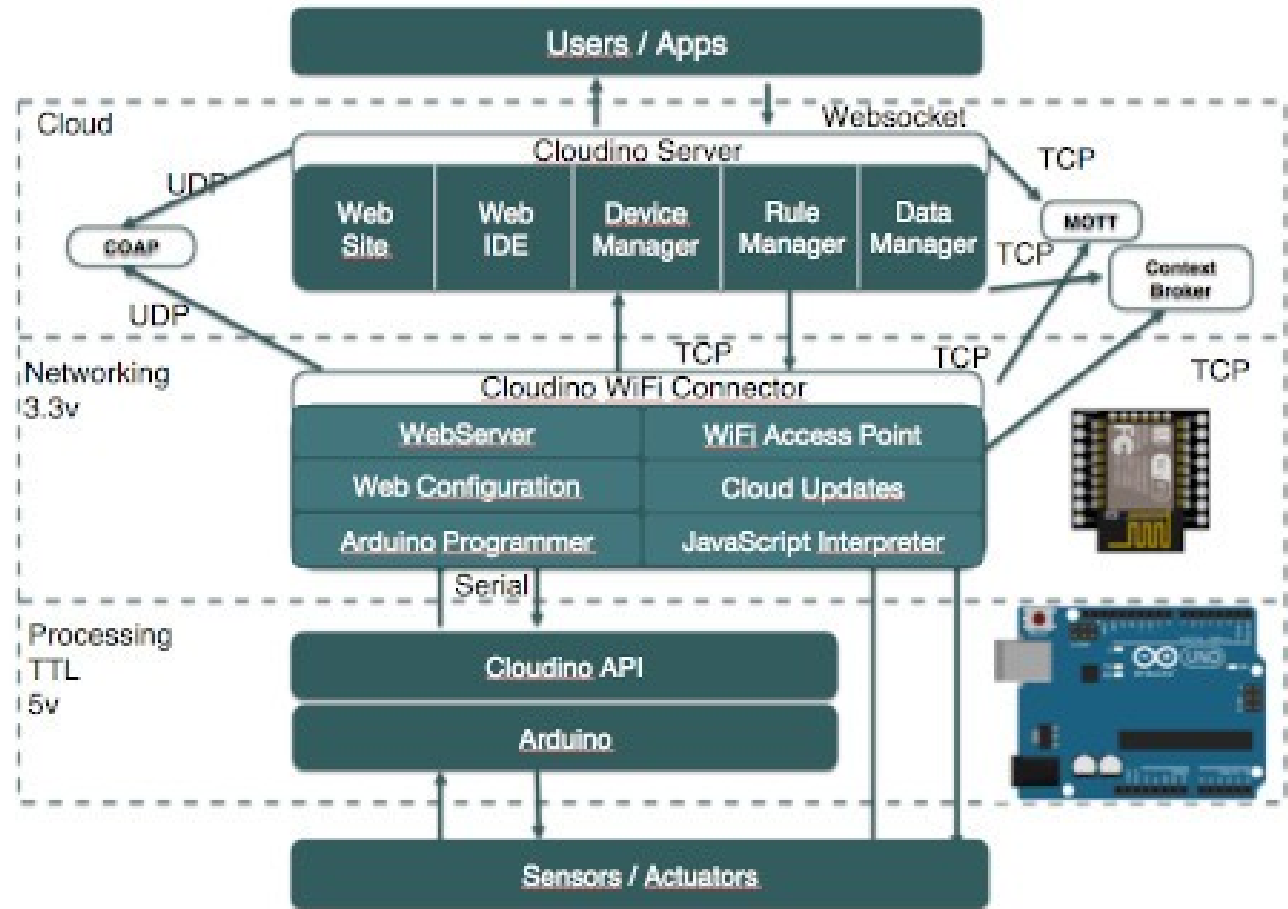 Users / Apps
Cloud
Websocket
Cloudino Server
TCP
UDP
Web
Site
Web
IDE
Device
Manager
Rule
Manager
Data
Manager
MQTT
COAP
TCP
Context
Broker
UDP
TCP
TCP
TCP
Networking
3.3v
Cloudino WiFi Connector
WebServer
WiFi Access Point
Web Configuration
Cloud Updates
Arduino Programmer
JavaScript Interpreter
Serial
Processing
TTL
5v
Cloudino API
UNO
Arduino
Sensors / Actuators